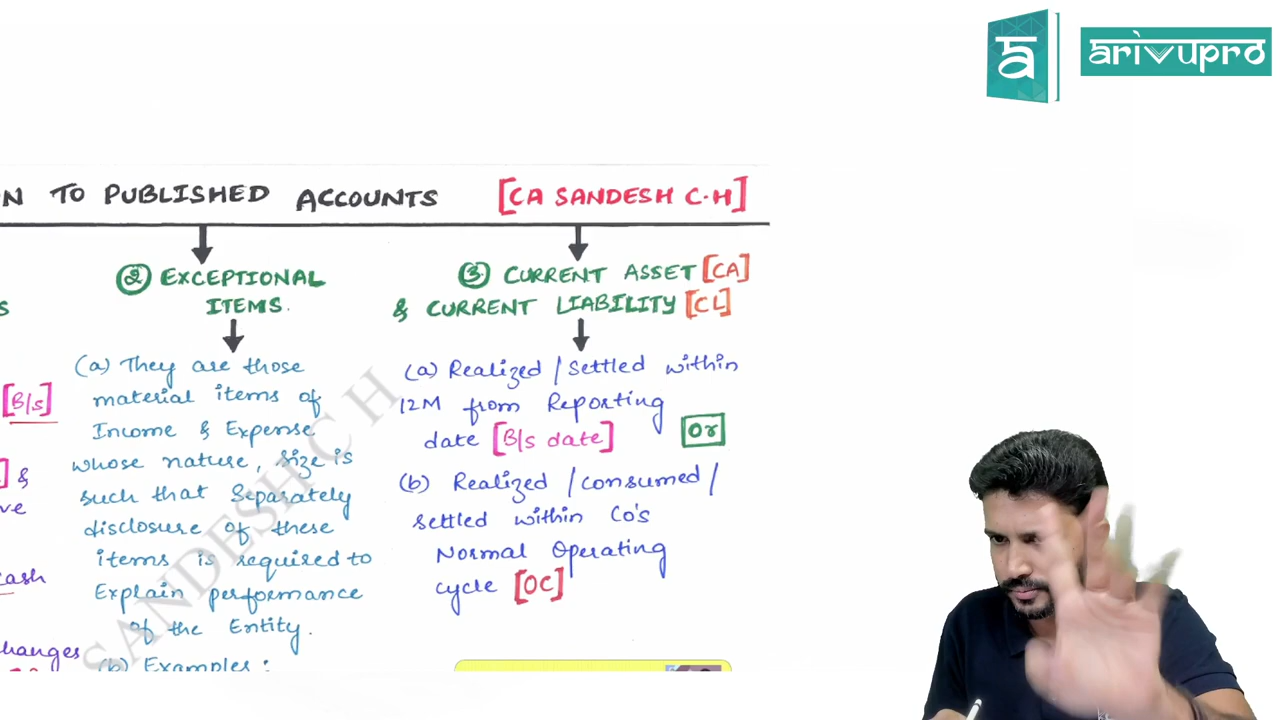 a
arivupro
N TO PUBLISHED ACCOUNTS [CA SANDESH C.H]
S
[B/s]
] &
ve
cash
hanges
② EXCEPTIONAL
ITEMS.
(a) They are those
material items of
Income & Expense
whose nature, size is
such that Separately
disclosure of these
items is required to
Explain performance
of the Entity.
(b) Examples:
③ CURRENT ASSET [CA]
& CURRENT LIABILITY [CL]
(a) Realized / Settled within
12M from Reporting
date [B/s date] Or
(b) Realized / consumed /
settled within Co's
Normal Operating
cycle [OC]
SANDESH C H